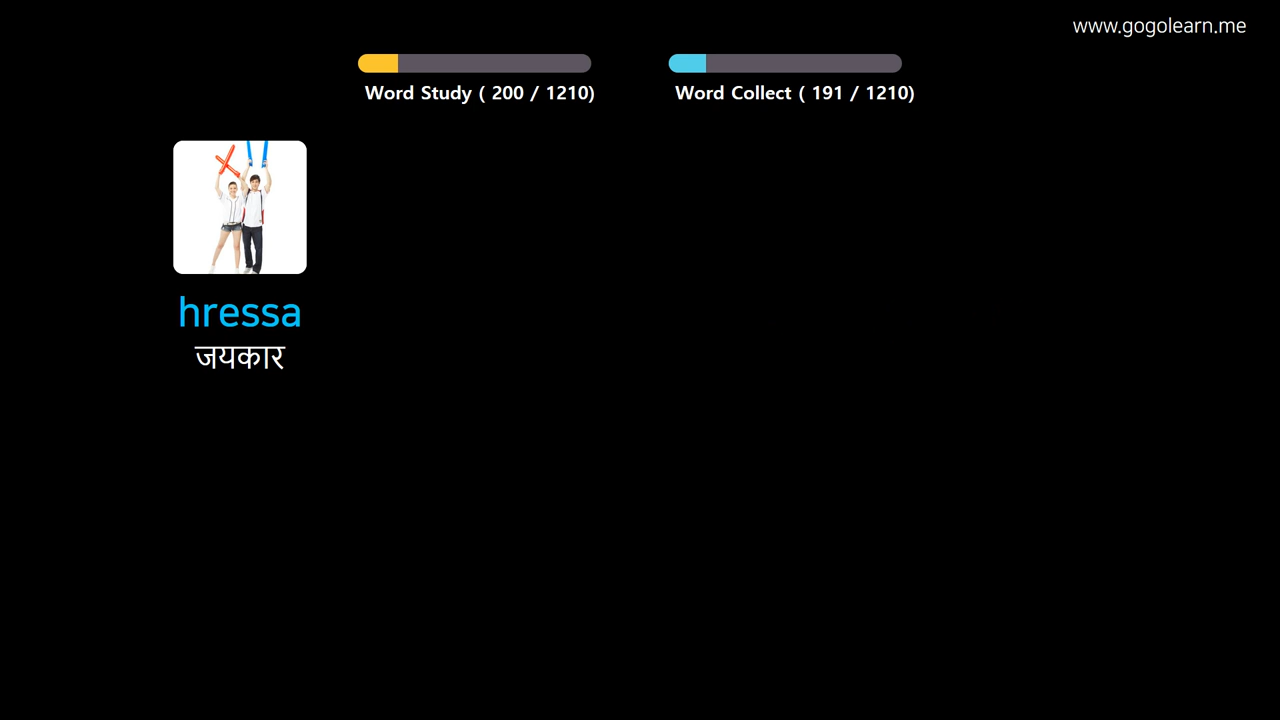 www.gogolearn.me
Word Study ( 200 / 1210)
Word Collect ( 191 / 1210)
hressa
जयकार